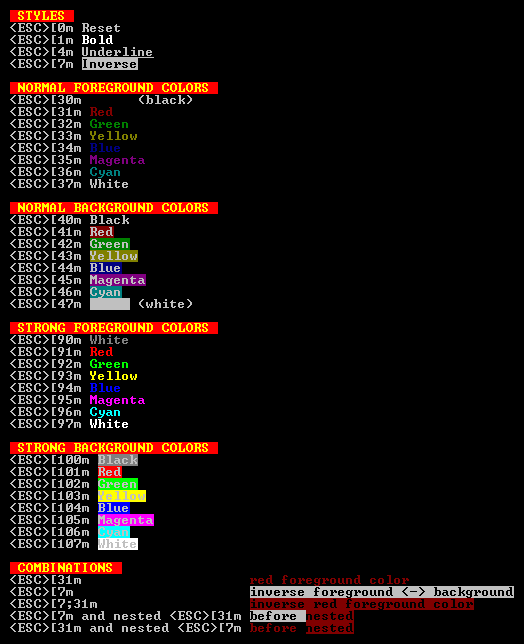 STYLES
<ESC>[0m Reset
<ESC>[1m Bold
<ESC>[4m Underline
<ESC>[7m Inverse
NORMAL FOREGROUND COLORS
<ESC>[30m (black)
<ESC>[31m Red
<ESC>[32m Green
<ESC>[33m Yellow
<ESC>[34m Blue
<ESC>[35m Magenta
<ESC>[36m Cyan
<ESC>[37m White
NORMAL BACKGROUND COLORS
<ESC>[40m Black
<ESC>[41m Red
<ESC>[42m Green
<ESC>[43m Yellow
<ESC>[44m Blue
<ESC>[45m Magenta
<ESC>[46m Cyan
<ESC>[47m (white)
STRONG FOREGROUND COLORS
<ESC>[90m White
<ESC>[91m Red
<ESC>[92m Green
<ESC>[93m Yellow
<ESC>[94m Blue
<ESC>[95m Magenta
<ESC>[96m Cyan
<ESC>[97m White
STRONG BACKGROUND COLORS
<ESC>[100m Black
<ESC>[101m Red
<ESC>[102m Green
<ESC>[103m Yellow
<ESC>[104m Blue
<ESC>[105m Magenta
<ESC>[106m Cyan
<ESC>[107m White
COMBINATIONS
<ESC>[31m red foreground color
<ESC>[7m inverse foreground <-> background
<ESC>[7;31m inverse red foreground color
<ESC>[7m and nested <ESC>[31m before nested
<ESC>[31m and nested <ESC>[7m before nested